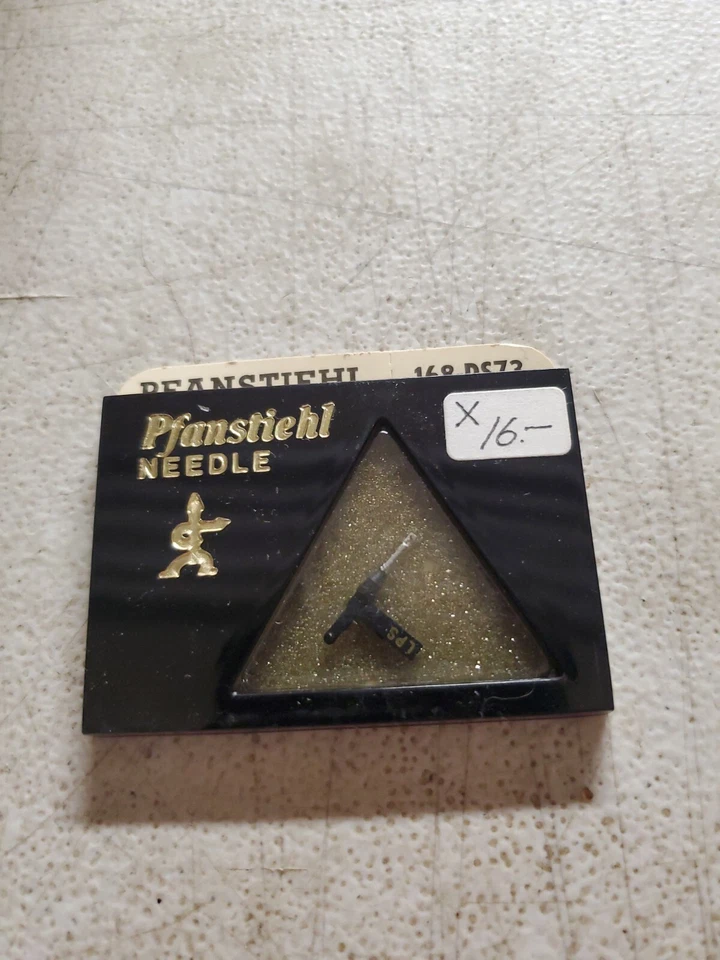 PFANSTIEHL 168-DS73
Pfanstiehl
NEEDLE
X 16.-
LPS